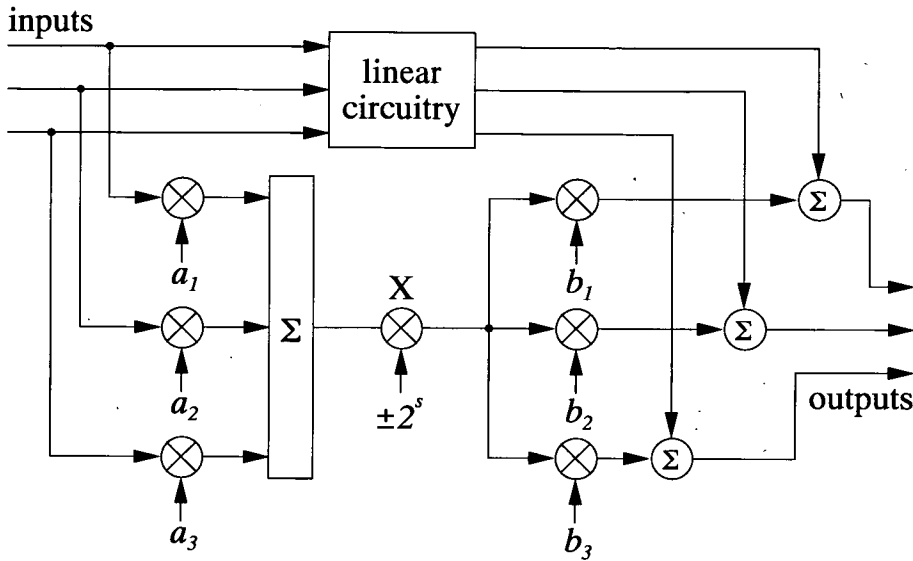 inputs
linear
circuitry
Σ
a₁
X
b₁
Σ
Σ
a₂
±2ˢ
b₂
outputs
Σ
a₃
b₃